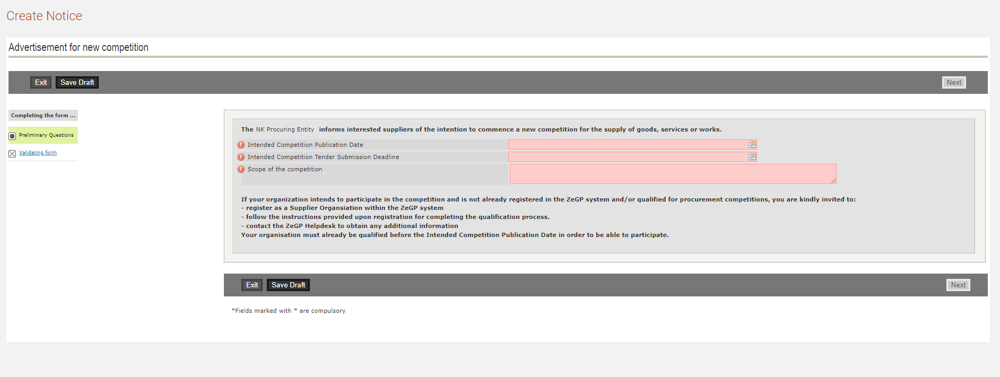 Create Notice
Advertisement for new competition
Exit Save Draft Next
Completing the form ...
Preliminary Questions
Validating form
The NK Procuring Entity informs interested suppliers of the intention to commence a new competition for the supply of goods, services or works.
Intended Competition Publication Date
Intended Competition Tender Submission Deadline
Scope of the competition
If your organization intends to participate in the competition and is not already registered in the ZeGP system and/or qualified for procurement competitions, you are kindly invited to:
- register as a Supplier Organsiation within the ZeGP system
- follow the instructions provided upon registration for completing the qualification process.
- contact the ZeGP Helpdesk to obtain any additional information
Your organisation must already be qualified before the Intended Competition Publication Date in order to be able to participate.
Exit Save Draft Next
*Fields marked with * are compulsory